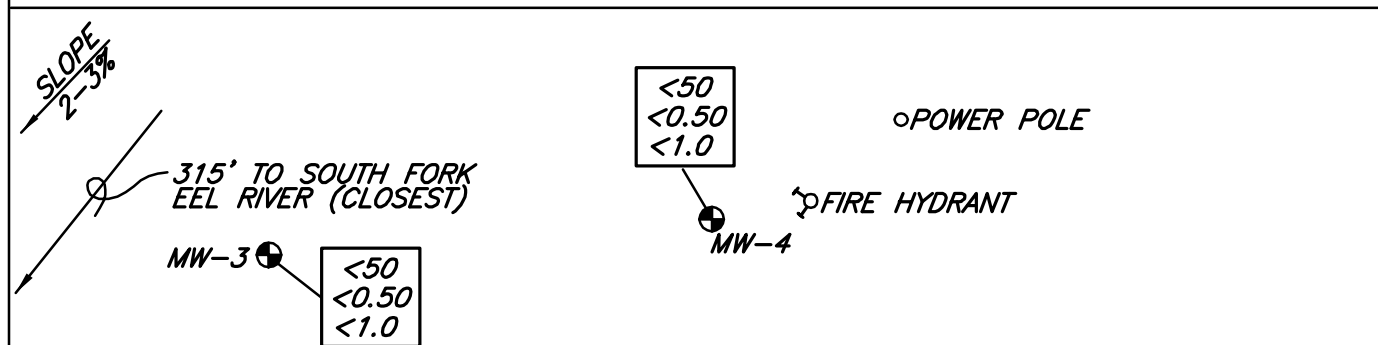 SLOPE
2-3%
<50
<0.50
<1.0
POWER POLE
315' TO SOUTH FORK
EEL RIVER (CLOSEST)
FIRE HYDRANT
MW-4
MW-3
<50
<0.50
<1.0